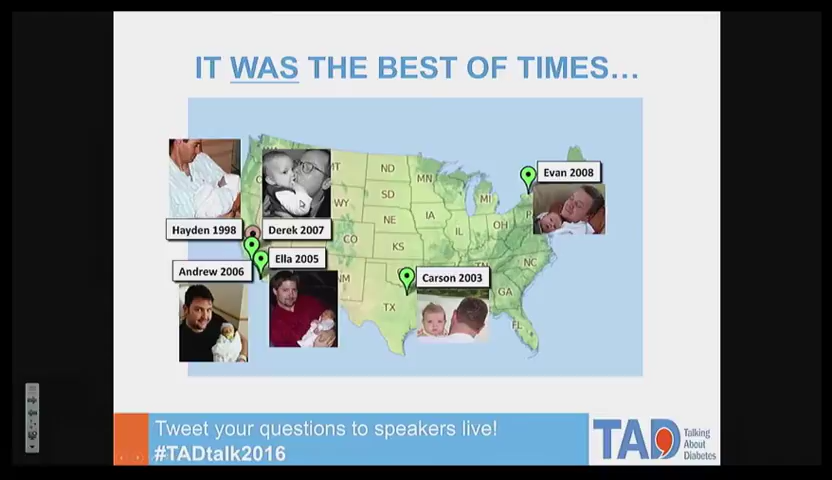 IT WAS THE BEST OF TIMES...
Evan 2008
Hayden 1998
Derek 2007
Andrew 2006
Ella 2005
Carson 2003
ND
MN
SD
WY
IA
MI
NE
IL
OH
CO
KS
NC
NM
TX
GA
FL
Tweet your questions to speakers live!
#TADtalk2016
TAD
Talking
About
Diabetes